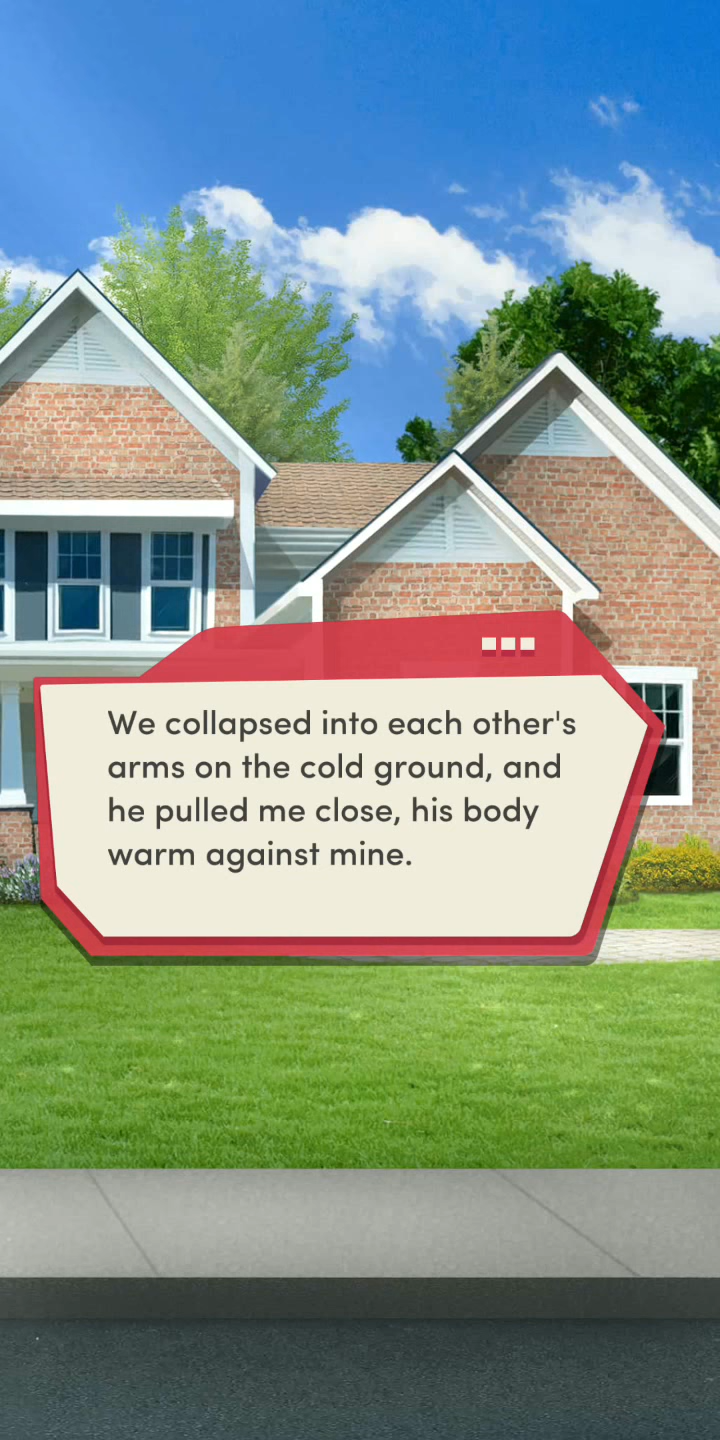 We collapsed into each other's
arms on the cold ground, and
he pulled me close, his body
warm against mine.